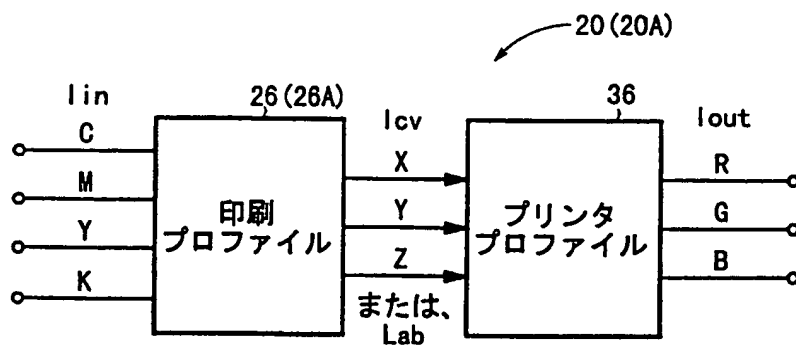 20(20A)
Iin
26(26A)
Icv
36
Iout
C
M
Y
K
印刷
プロファイル
X
Y
Z
または、
Lab
プリンタ
プロファイル
R
G
B